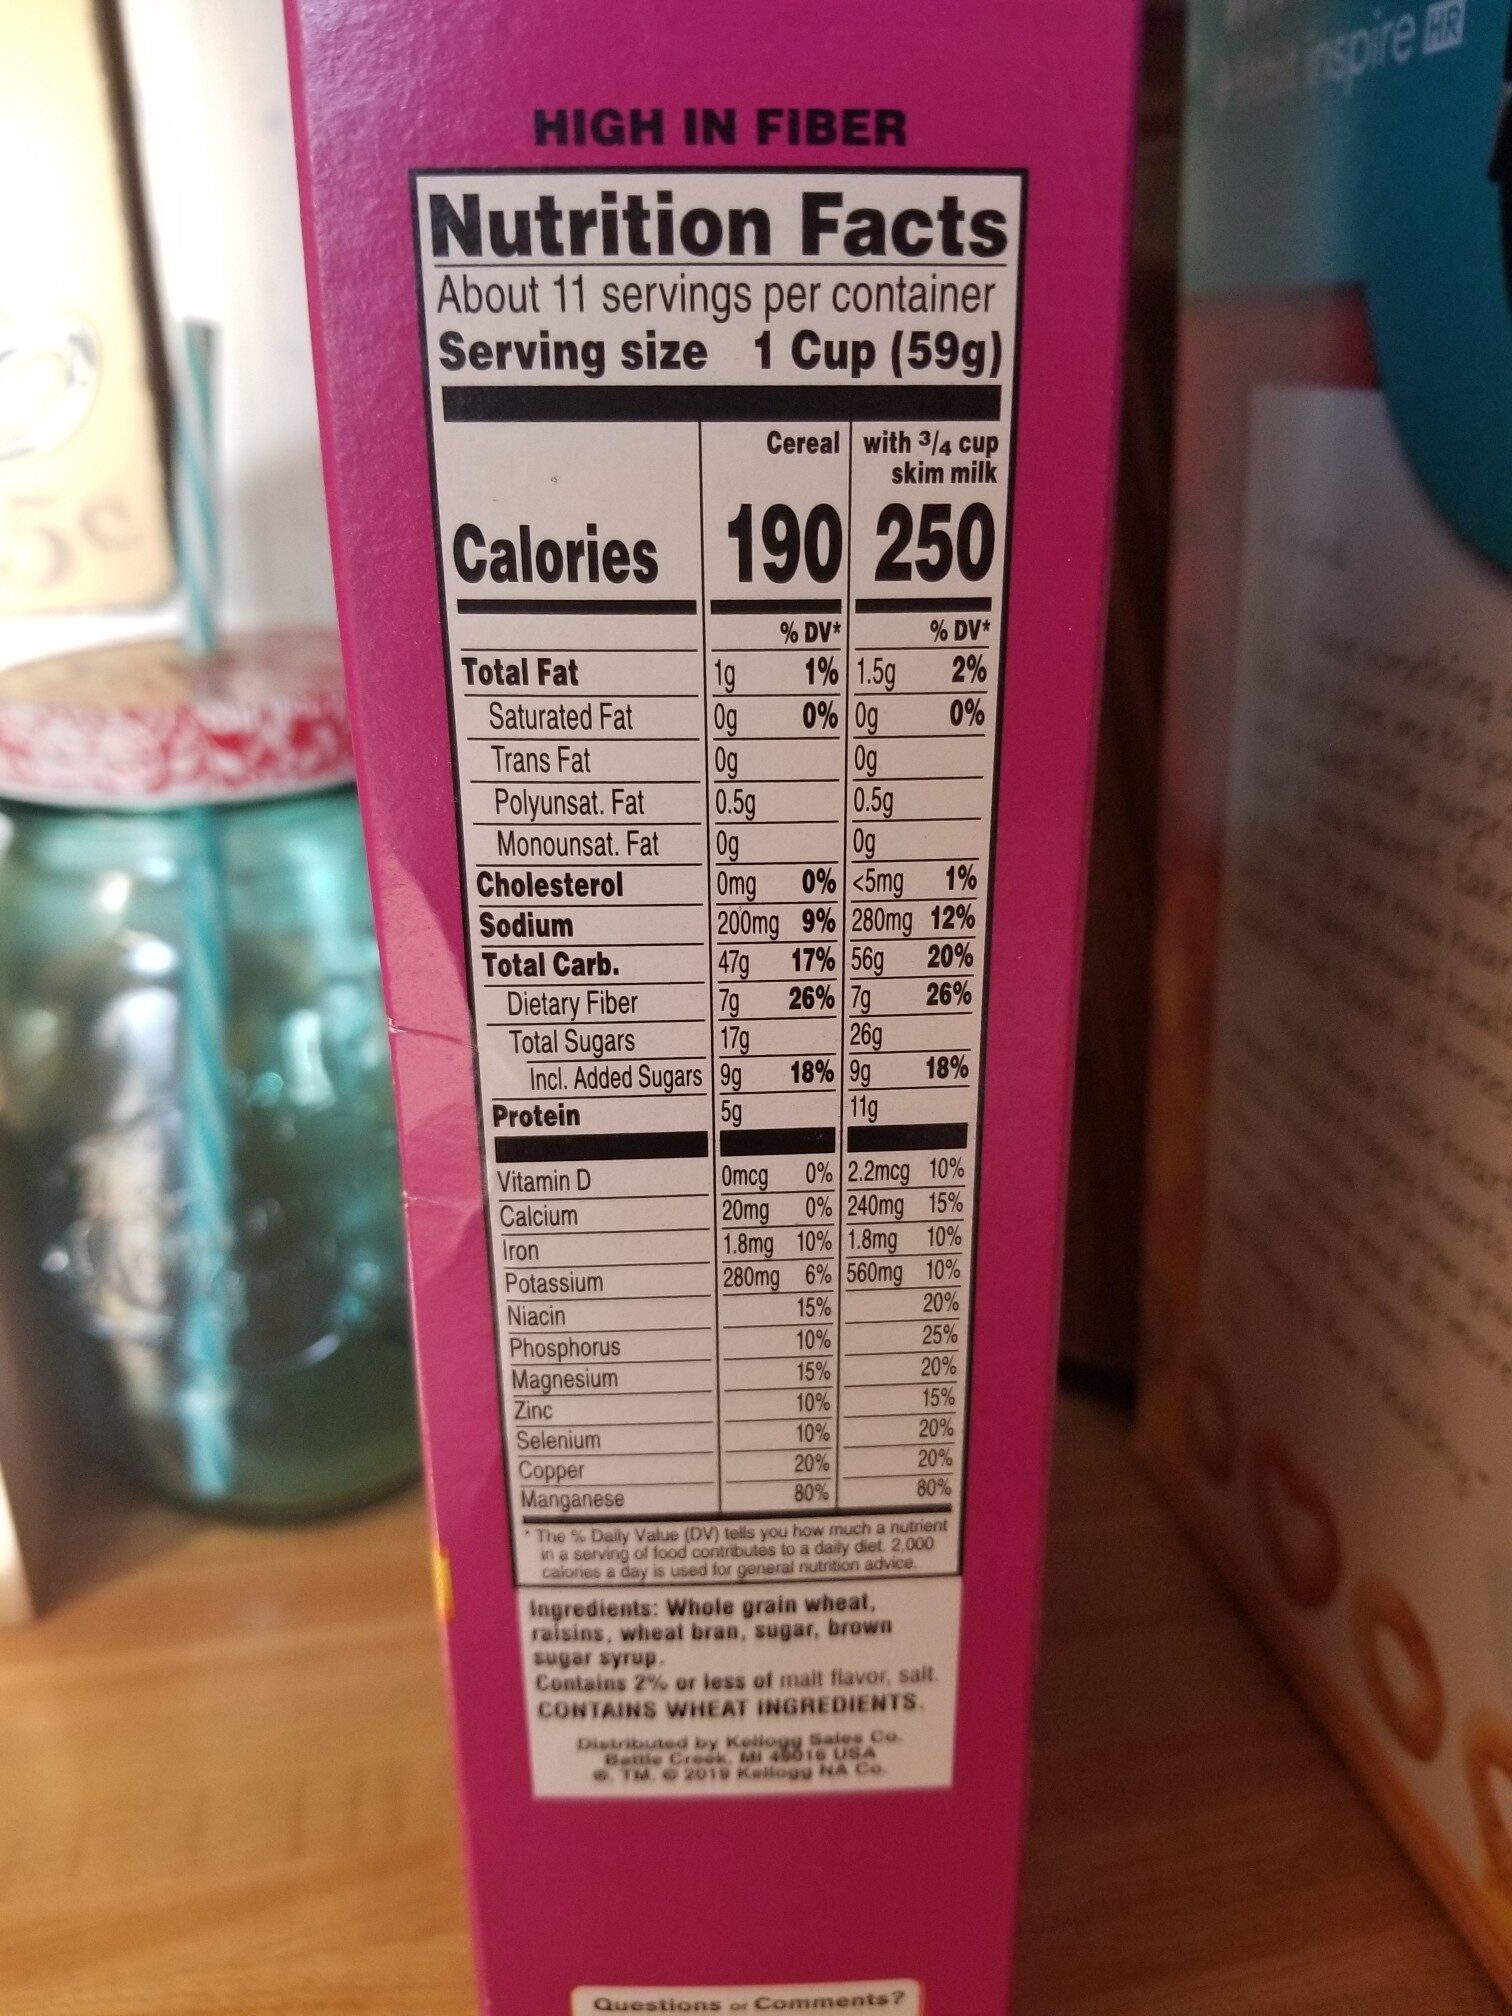 inspire HR
5c
HIGH IN FIBER
Nutrition Facts
About 11 servings per container
Serving size 1 Cup (59g)
Cereal with 3/4 cup
skim milk
Calories 190 250
% DV* % DV*
Total Fat 1g 1% 1.5g 2%
Saturated Fat 0g 0% 0g 0%
Trans Fat 0g 0g
Polyunsat. Fat 0.5g 0.5g
Monounsat. Fat 0g 0g
Cholesterol 0mg 0% <5mg 1%
Sodium 200mg 9% 280mg 12%
Total Carb. 47g 17% 56g 20%
Dietary Fiber 7g 26% 7g 26%
Total Sugars 17g 26g
Incl. Added Sugars 9g 18% 9g 18%
Protein 5g 11g
Vitamin D 0mcg 0% 2.2mcg 10%
Calcium 20mg 0% 240mg 15%
Iron 1.8mg 10% 1.8mg 10%
Potassium 280mg 6% 560mg 10%
Niacin 15% 20%
Phosphorus 10% 25%
Magnesium 15% 20%
Zinc 10% 15%
Selenium 10% 20%
Copper 20% 20%
Manganese 80% 80%
* The % Daily Value (DV) tells you how much a nutrient
in a serving of food contributes to a daily diet. 2,000
calories a day is used for general nutrition advice.
Ingredients: Whole grain wheat,
raisins, wheat bran, sugar, brown
sugar syrup.
Contains 2% or less of malt flavor, salt.
CONTAINS WHEAT INGREDIENTS.
Distributed by Kellogg Sales Co.
Battle Creek, MI 49016 USA
®, TM, © 2019 Kellogg NA Co.
Questions or Comments?